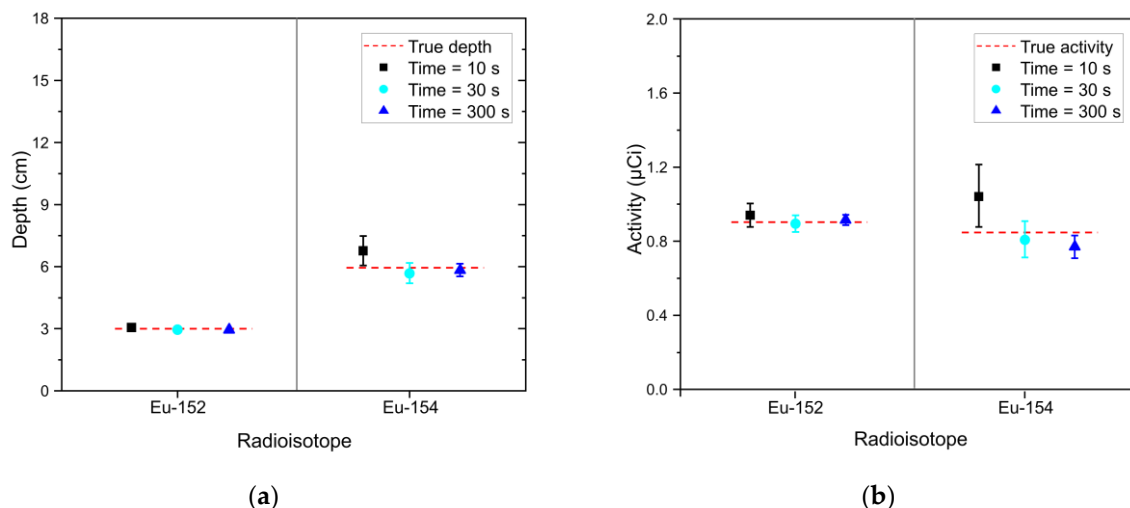 18
15
12
9
6
3
0
Depth (cm)
True depth
Time = 10 s
Time = 30 s
Time = 300 s
Eu-152
Eu-154
Radioisotope
(a)
2.0
1.6
1.2
0.8
0.4
0.0
Activity (μCi)
True activity
Time = 10 s
Time = 30 s
Time = 300 s
Eu-152
Eu-154
Radioisotope
(b)